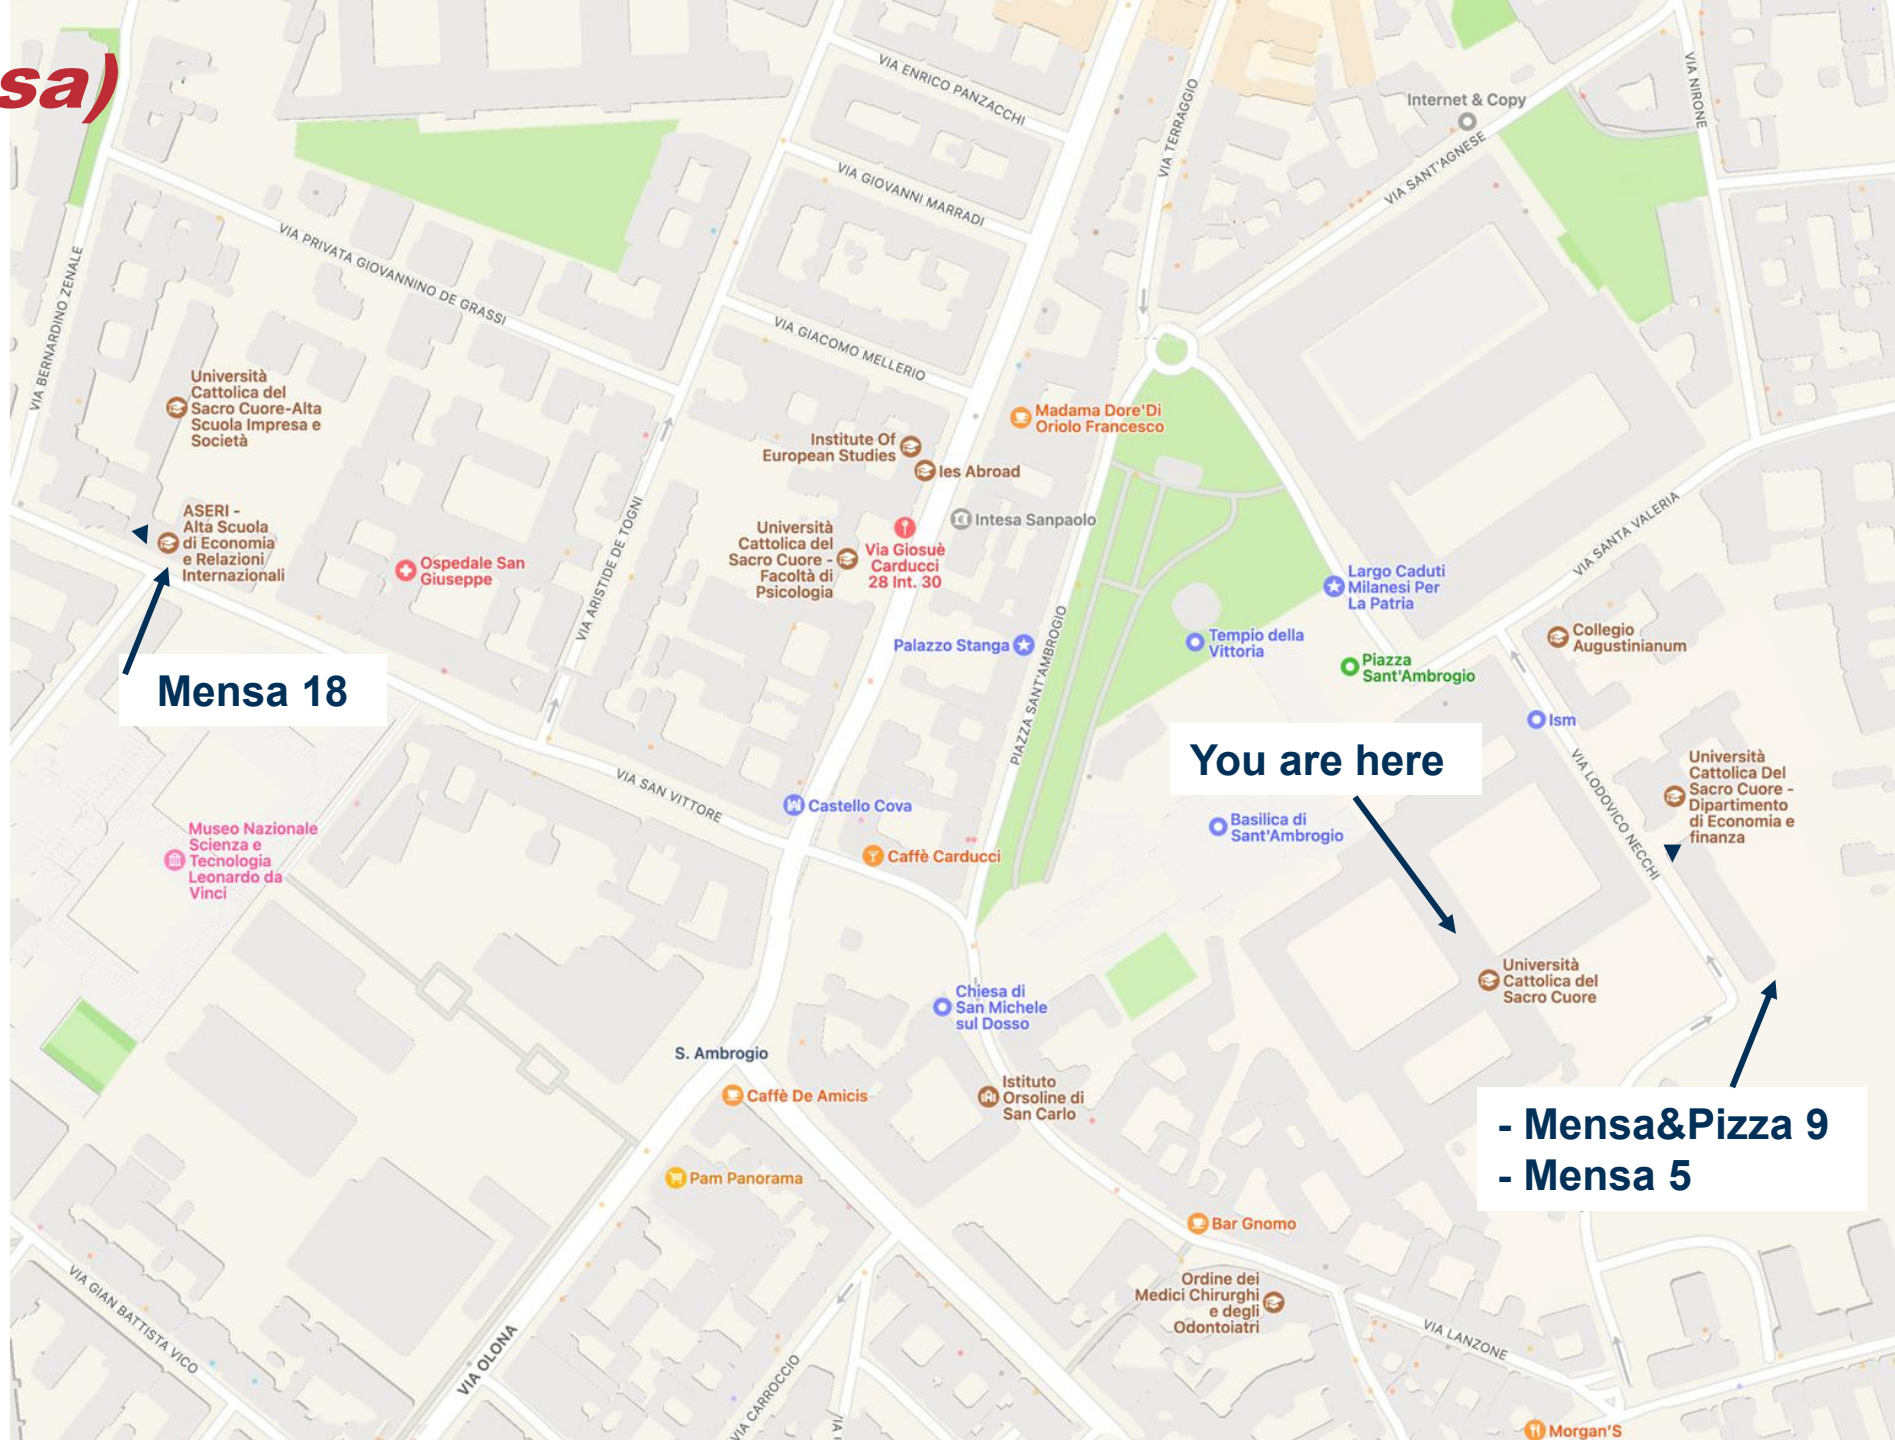 sa)
VIA ENRICO PANZACCHI
VIA TERRAGGIO
Internet & Copy
VIA NIRONE
VIA SANT'AGNESE
VIA GIOVANNI MARRADI
VIA PRIVATA GIOVANNINO DE GRASSI
VIA BERNARDINO ZENALE
VIA GIACOMO MELLERIO
Università
Cattolica del
Sacro Cuore-Alta
Scuola Impresa e
Società
Madama Dore'Di
Oriolo Francesco
Institute Of
European Studies
Ies Abroad
Intesa Sanpaolo
ASERI -
Alta Scuola
di Economia
e Relazioni
Internazionali
Ospedale San
Giuseppe
VIA ARISTIDE DE TOGNI
Università
Cattolica del
Sacro Cuore -
Facoltà di
Psicologia
Via Giosuè
Carducci
28 Int. 30
VIA SANTA VALERIA
Largo Caduti
Milanesi Per
La Patria
Palazzo Stanga
PIAZZA SANT'AMBROGIO
Tempio della
Vittoria
Collegio
Augustinianum
Piazza
Sant'Ambrogio
Mensa 18
Ism
You are here
VIA LODOVICO NECCHI
Università
Cattolica Del
Sacro Cuore -
Dipartimento
di Economia e
finanza
VIA SAN VITTORE
Castello Cova
Basilica di
Sant'Ambrogio
Museo Nazionale
Scienza e
Tecnologia
Leonardo da
Vinci
Caffè Carducci
Università
Cattolica del
Sacro Cuore
Chiesa di
San Michele
sul Dosso
S. Ambrogio
Caffè De Amicis
Istituto
Orsoline di
San Carlo
- Mensa&Pizza 9
- Mensa 5
Pam Panorama
Bar Gnomo
Ordine dei
Medici Chirurghi
e degli
Odontoiatri
VIA GIAN BATTISTA VICO
VIA OLONA
VIA CARROCCIO
VIA LANZONE
Morgan'S